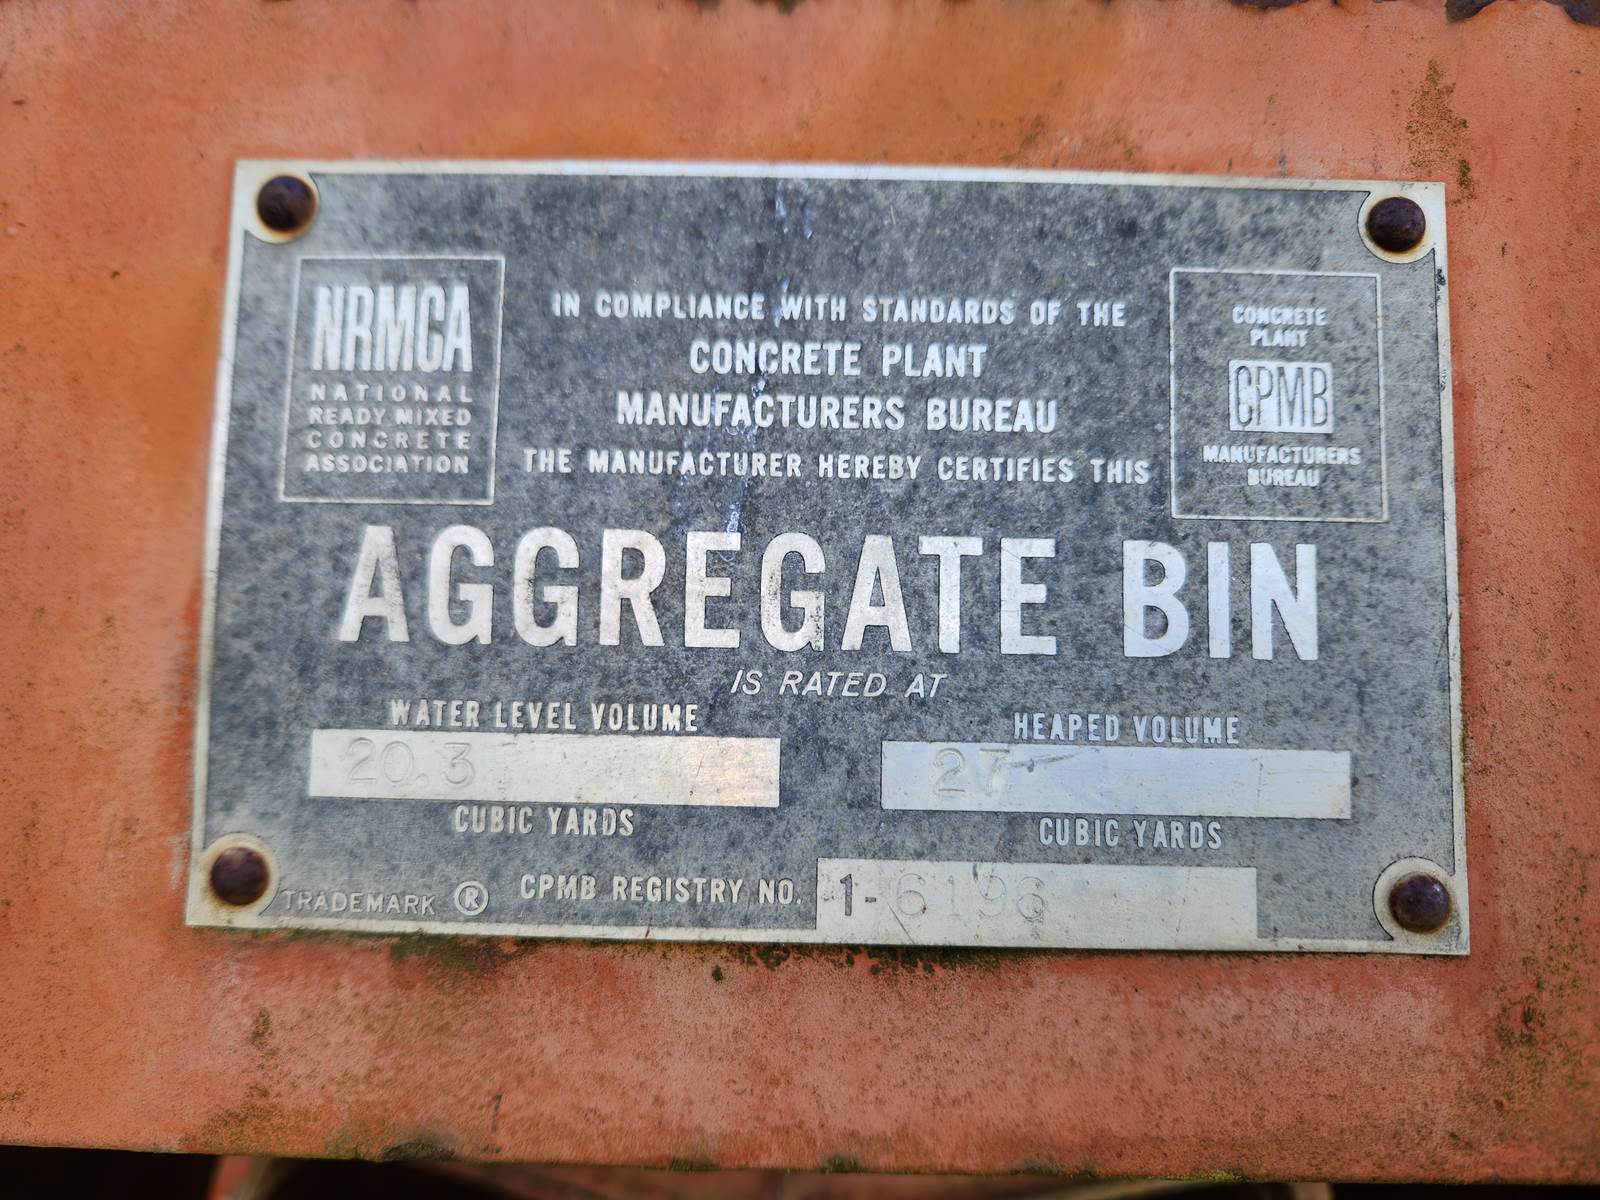 NRMCA
NATIONAL
READY MIXED
CONCRETE
ASSOCIATION
IN COMPLIANCE WITH STANDARDS OF THE
CONCRETE PLANT
MANUFACTURERS BUREAU
THE MANUFACTURER HEREBY CERTIFIES THIS
CONCRETE
PLANT
CPMB
MANUFACTURERS
BUREAU
AGGREGATE BIN
IS RATED AT
WATER LEVEL VOLUME
20.3
CUBIC YARDS
HEAPED VOLUME
27
CUBIC YARDS
TRADEMARK ® CPMB REGISTRY NO. 1-6198